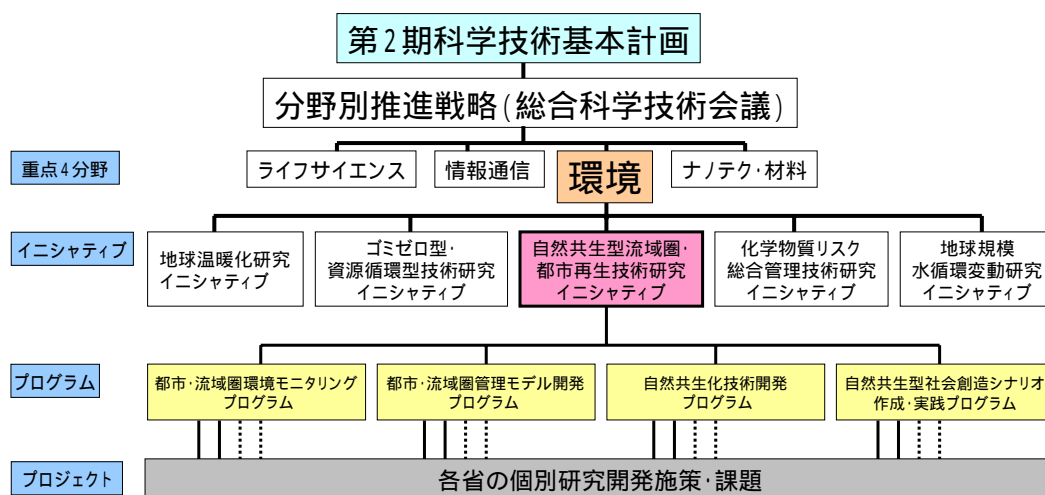 第2期科学技術基本計画
分野別推進戦略(総合科学技術会議)
重点4分野
ライフサイエンス
情報通信
環境
ナノテク・材料
イニシャティブ
地球温暖化研究
イニシャティブ
ゴミゼロ型・
資源循環型技術研究
イニシャティブ
自然共生型流域圏・
都市再生技術研究
イニシャティブ
化学物質リスク
総合管理技術研究
イニシャティブ
地球規模
水循環変動研究
イニシャティブ
プログラム
都市・流域圏環境モニタリング
プログラム
都市・流域圏管理モデル開発
プログラム
自然共生化技術開発
プログラム
自然共生型社会創造シナリオ
作成・実践プログラム
プロジェクト
各省の個別研究開発施策・課題